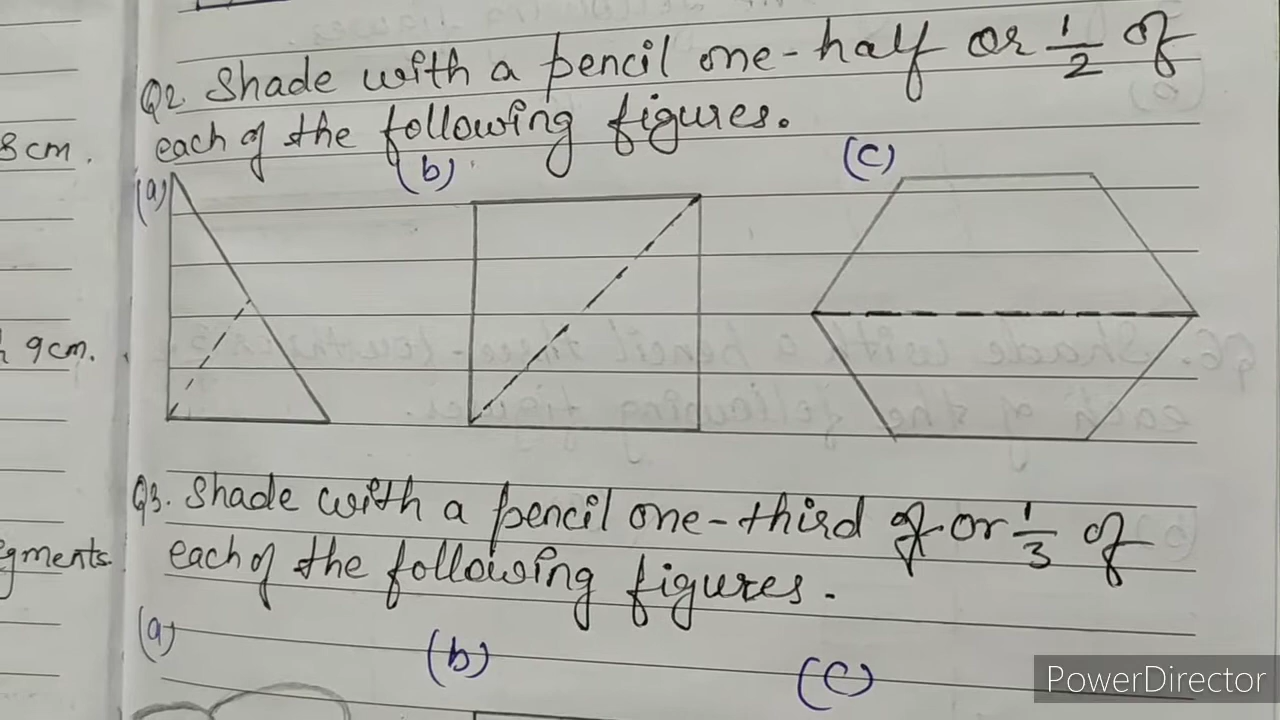 Q2. Shade with a pencil one-half or 1/2 of
each of the following figures.
(a) (b) (c)
Q3. Shade with a pencil one-third of or 1/3 of
each of the following figures.
(a) (b) (c)
8cm.
9cm.
PowerDirector